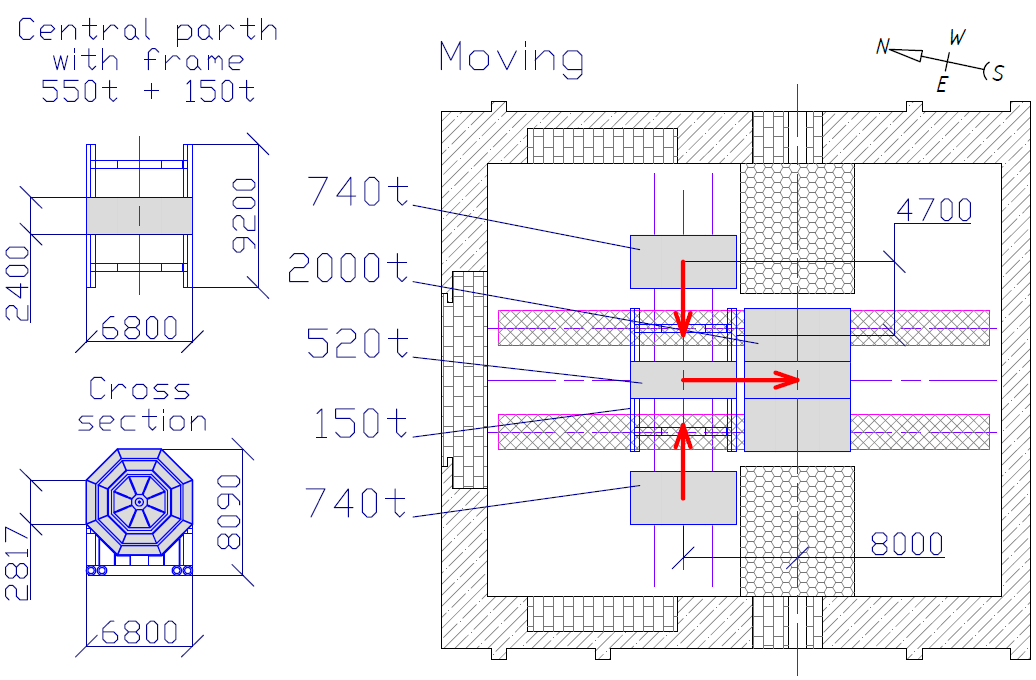 Central parth
with frame
550t + 150t
2400
9200
6800
Cross
section
2817
8090
6800
Moving
N
W
E
S
740t
2000t
520t
150t
740t
4700
8000